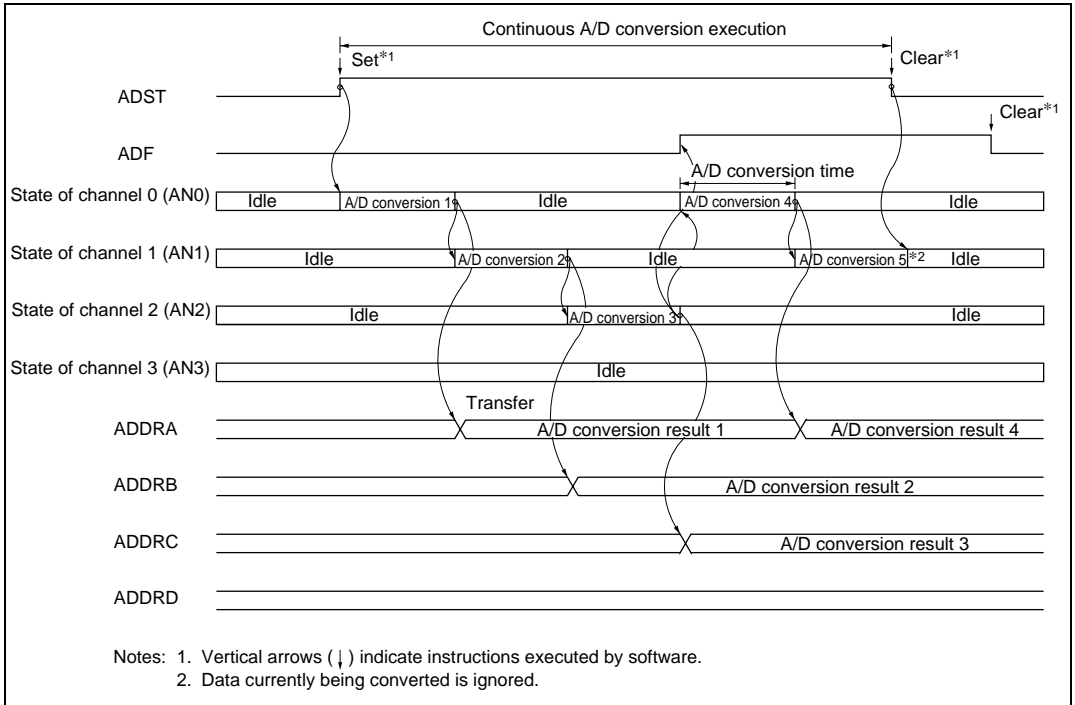 Continuous A/D conversion execution
Set*1
Clear*1
ADST
Clear*1
ADF
A/D conversion time
State of channel 0 (AN0)
Idle
A/D conversion 1
Idle
A/D conversion 4
Idle
State of channel 1 (AN1)
Idle
A/D conversion 2
Idle
A/D conversion 5
*2
Idle
State of channel 2 (AN2)
Idle
A/D conversion 3
Idle
State of channel 3 (AN3)
Idle
Transfer
ADDRA
A/D conversion result 1
A/D conversion result 4
ADDRB
A/D conversion result 2
ADDRC
A/D conversion result 3
ADDRD
Notes: 1. Vertical arrows (↓) indicate instructions executed by software.
2. Data currently being converted is ignored.